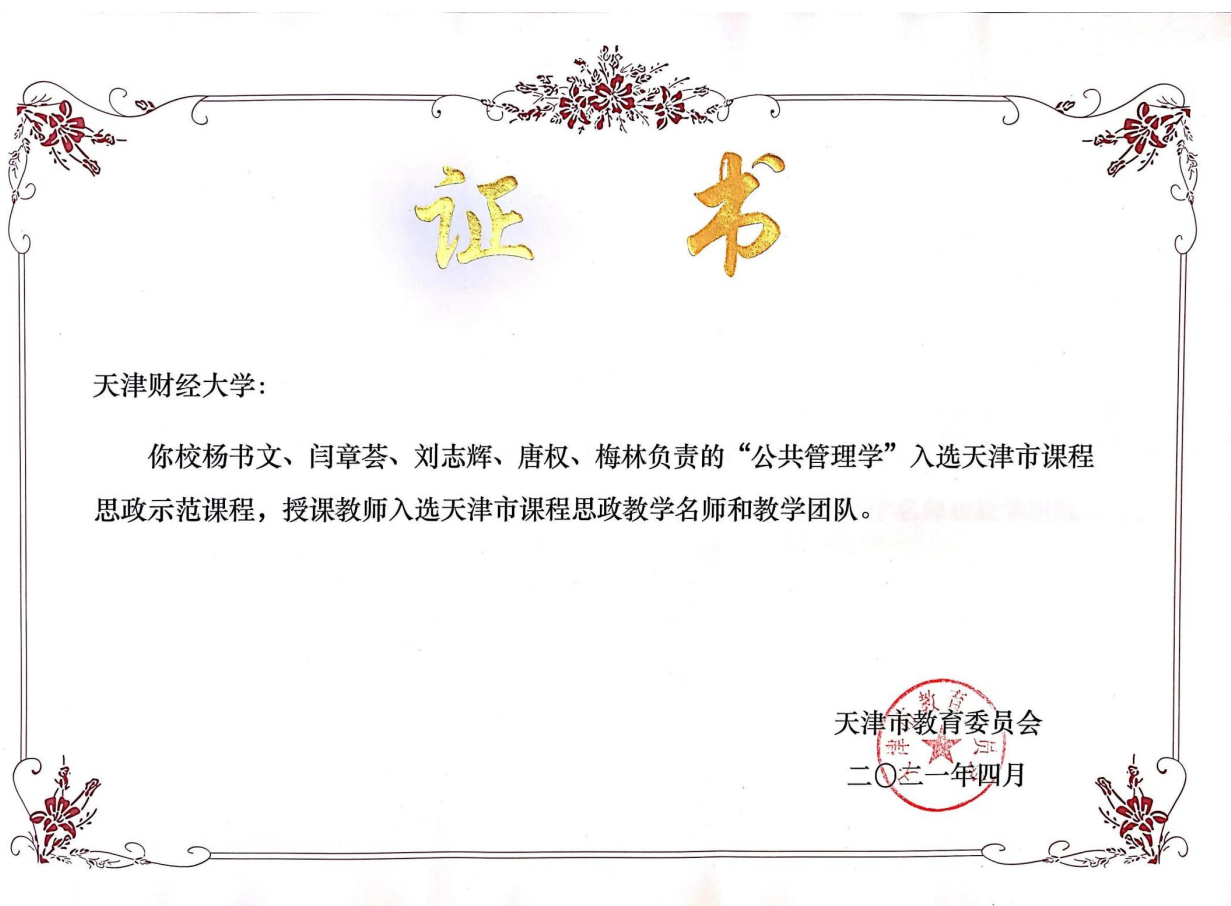 证书
天津财经大学：
你校杨书文、闫章荟、刘志辉、唐权、梅林负责的“公共管理学”入选天津市课程
思政示范课程，授课教师入选天津市课程思政教学名师和教学团队。
天津市教育委员会
二〇二一年四月